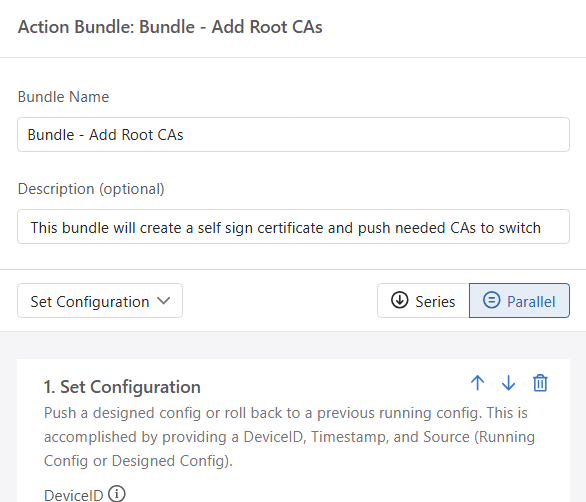 Action Bundle: Bundle - Add Root CAs
Bundle Name
Bundle - Add Root CAs
Description (optional)
This bundle will create a self sign certificate and push needed CAs to switch
Set Configuration
Series
Parallel
1. Set Configuration
Push a designed config or roll back to a previous running config. This is
accomplished by providing a DeviceID, Timestamp, and Source (Running
Config or Designed Config).
DeviceID